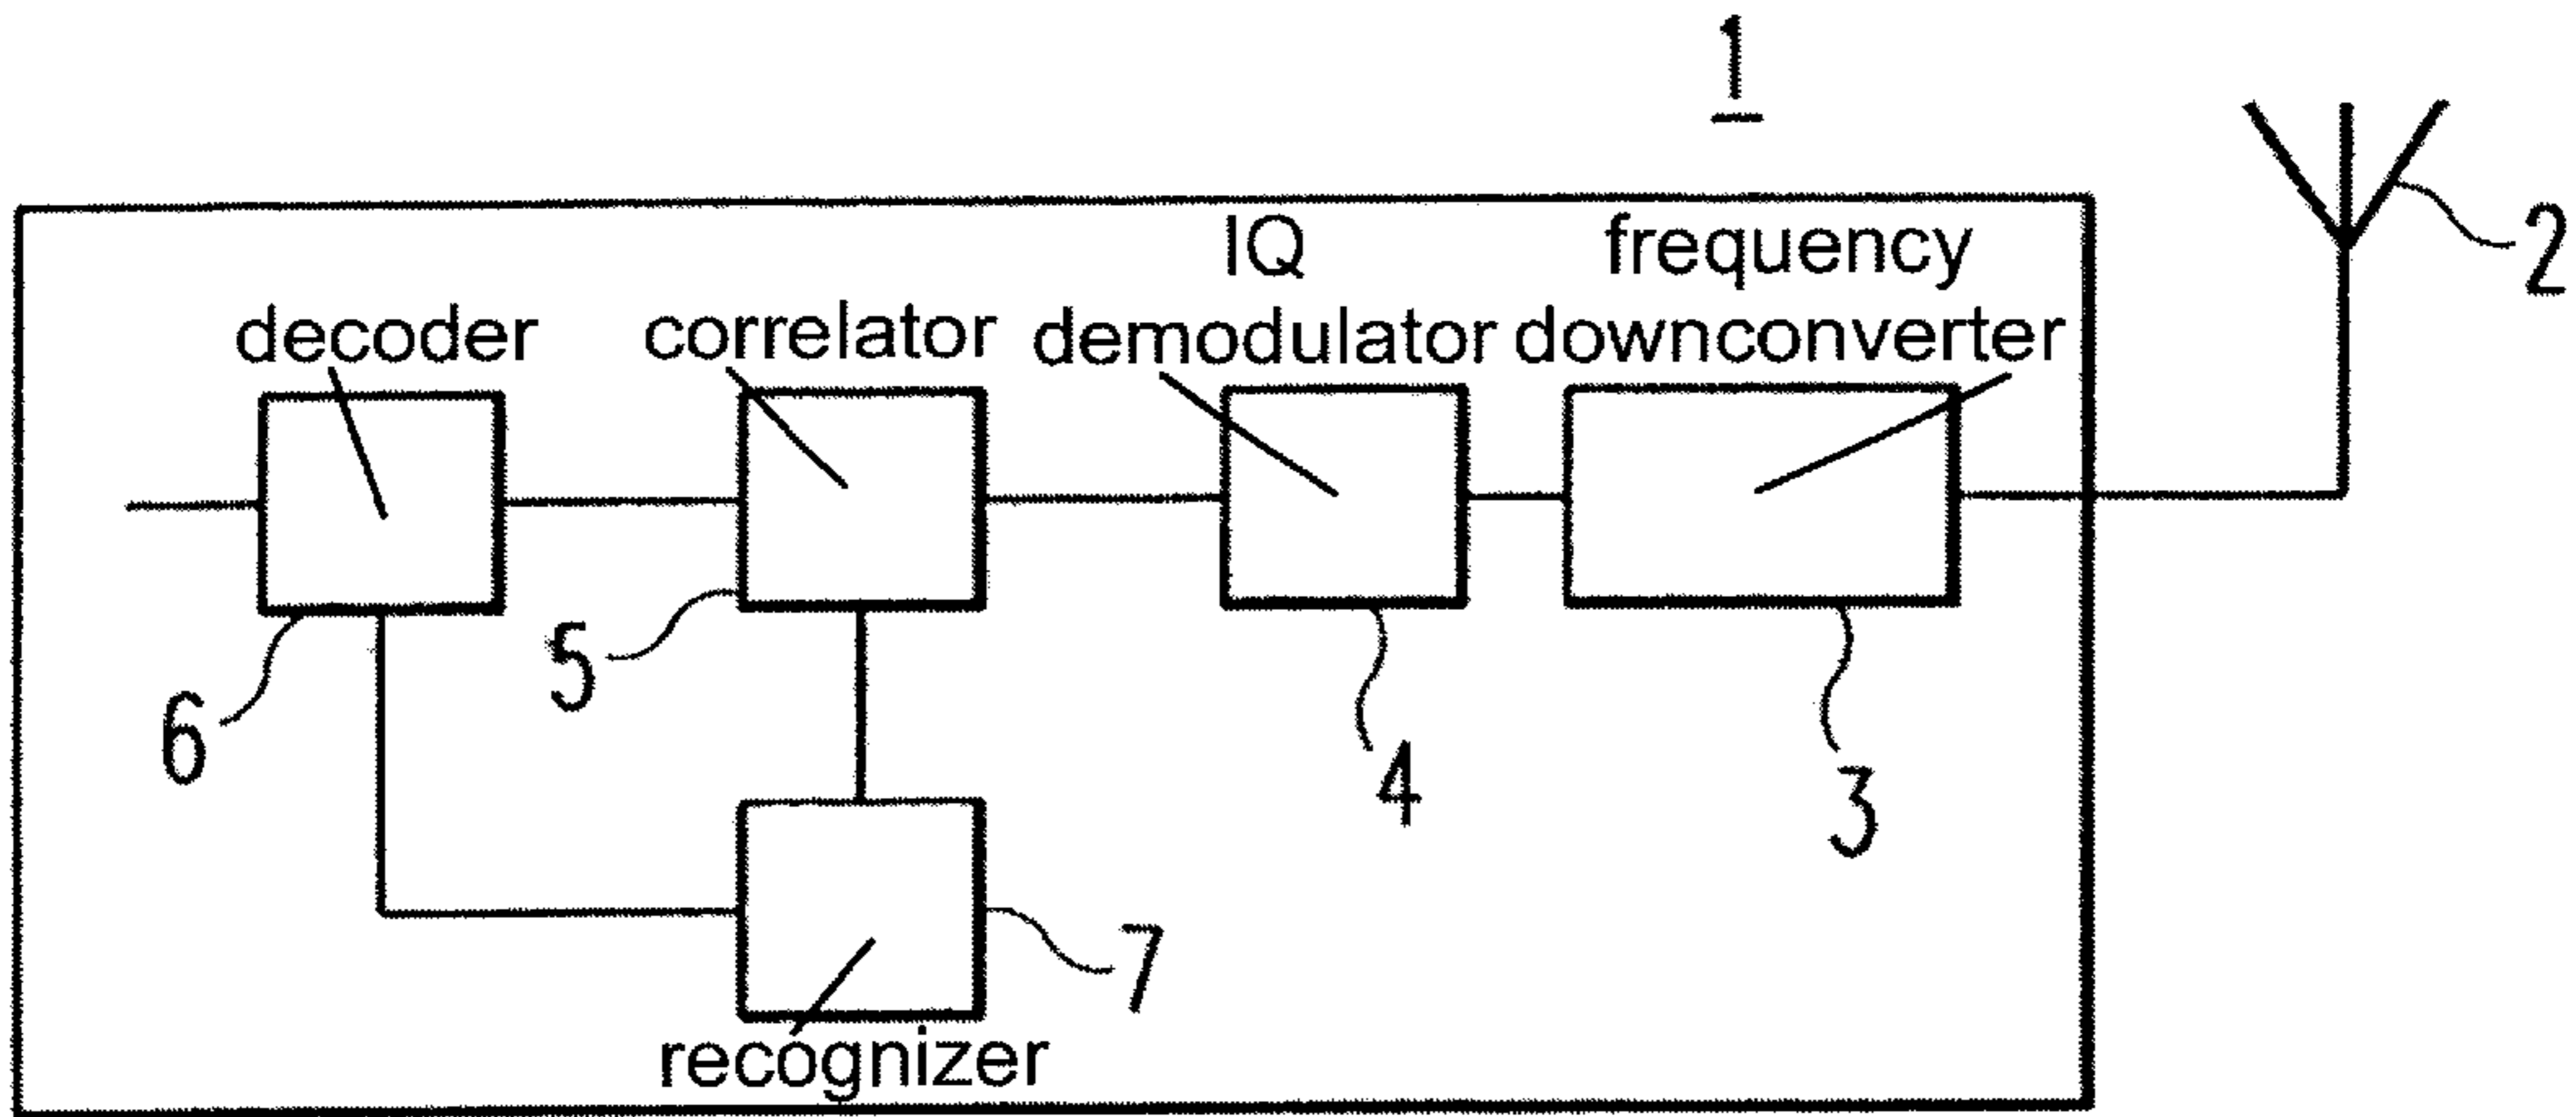 1
2
IQ
frequency
decoder
correlator
demodulator
downconverter
6
5
4
3
7
recognizer